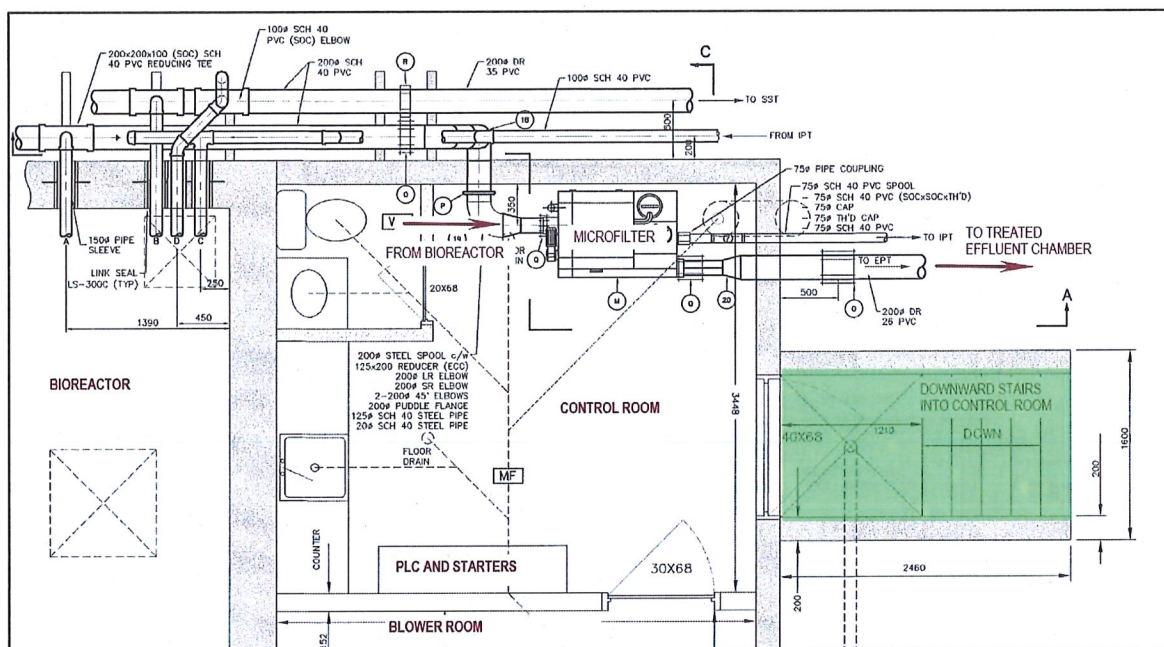 100ø SCH 40
PVC (SOC) ELBOW
200x200x100 (SOC) SCH
40 PVC REDUCING TEE
200ø SCH
40 PVC
R
200ø DR
35 PVC
C
100ø SCH 40 PVC
TO SST
18
FROM IPT
600
200
75ø PIPE COUPLING
75ø SCH 40 PVC SPOOL
75ø SCH 40 PVC (SOCxSOCxTH'D)
75ø CAP
75ø TH'D CAP
75ø SCH 40 PVC
P
O
350
V
MICROFILTER
FROM BIOREACTOR
TO IPT
TO TREATED
EFFLUENT CHAMBER
TO EPT
A
B
D
C
150ø PIPE
SLEEVE
LINK SEAL
LS-300C (TYP)
250
1390
450
20X68
Q
M
Q
20
500
O
200ø DR
26 PVC
A
BIOREACTOR
200ø STEEL SPOOL c/w
125x200 REDUCER (ECC)
200ø LR ELBOW
200ø SR ELBOW
2-200ø 45° ELBOWS
200ø PUDDLE FLANGE
125ø SCH 40 STEEL PIPE
20ø SCH 40 STEEL PIPE
CONTROL ROOM
3448
DOWNWARD STAIRS
INTO CONTROL ROOM
40X68
1210
DOWN
1600
200
FLOOR
DRAIN
MF
COUNTER
PLC AND STARTERS
30X68
200
2460
BLOWER ROOM
152